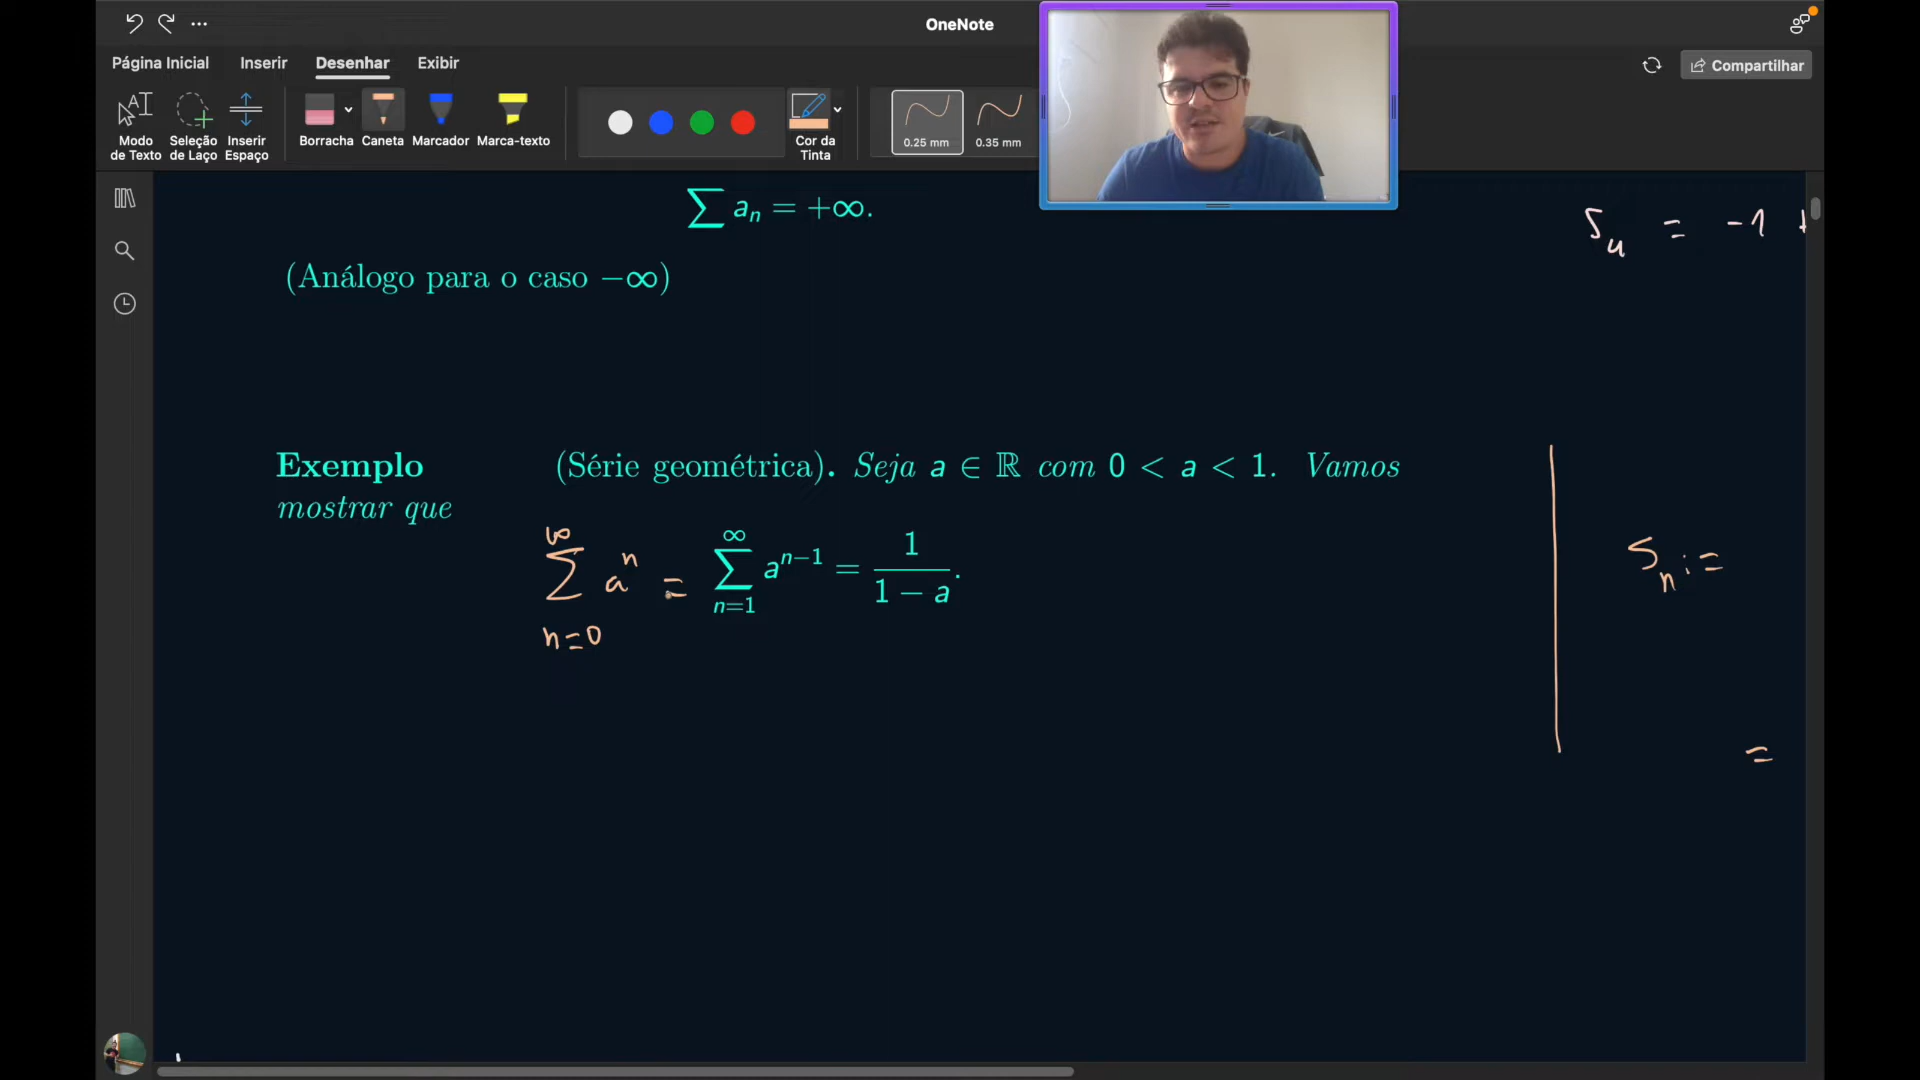 OneNote
Página Inicial Inserir Desenhar Exibir
Compartilhar
Modo de Texto
Seleção de Laço
Inserir Espaço
Borracha
Caneta
Marcador
Marca-texto
Cor da Tinta
0.25 mm
0.35 mm
∑ aₙ = +∞.
(Análogo para o caso −∞)
S₄ = -1 +
Exemplo (Série geométrica). Seja a ∈ ℝ com 0 < a < 1. Vamos
mostrar que
∑_{n=0}^{∞} aⁿ = ∑_{n=1}^{∞} aⁿ⁻¹ = 1/(1 − a).
Sₙ :=
=